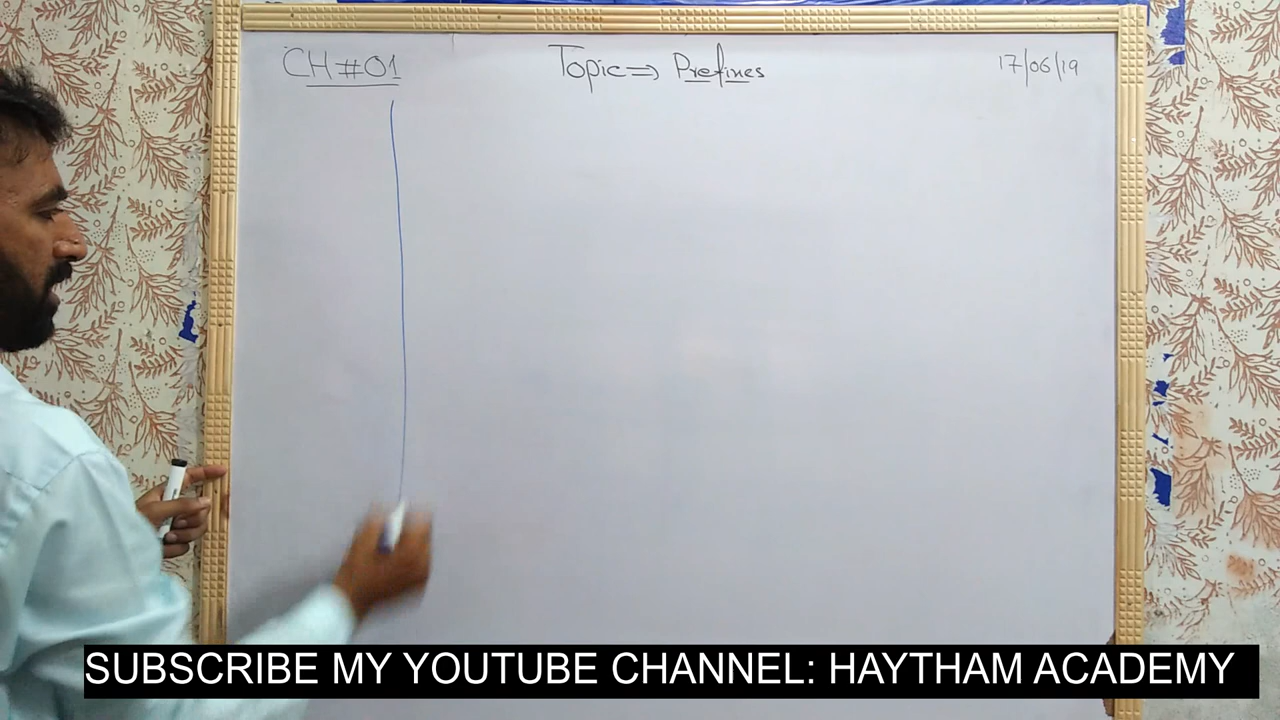 CH # 01 Topic ⇒ Prefixes 17/06/19
SUBSCRIBE MY YOUTUBE CHANNEL: HAYTHAM ACADEMY